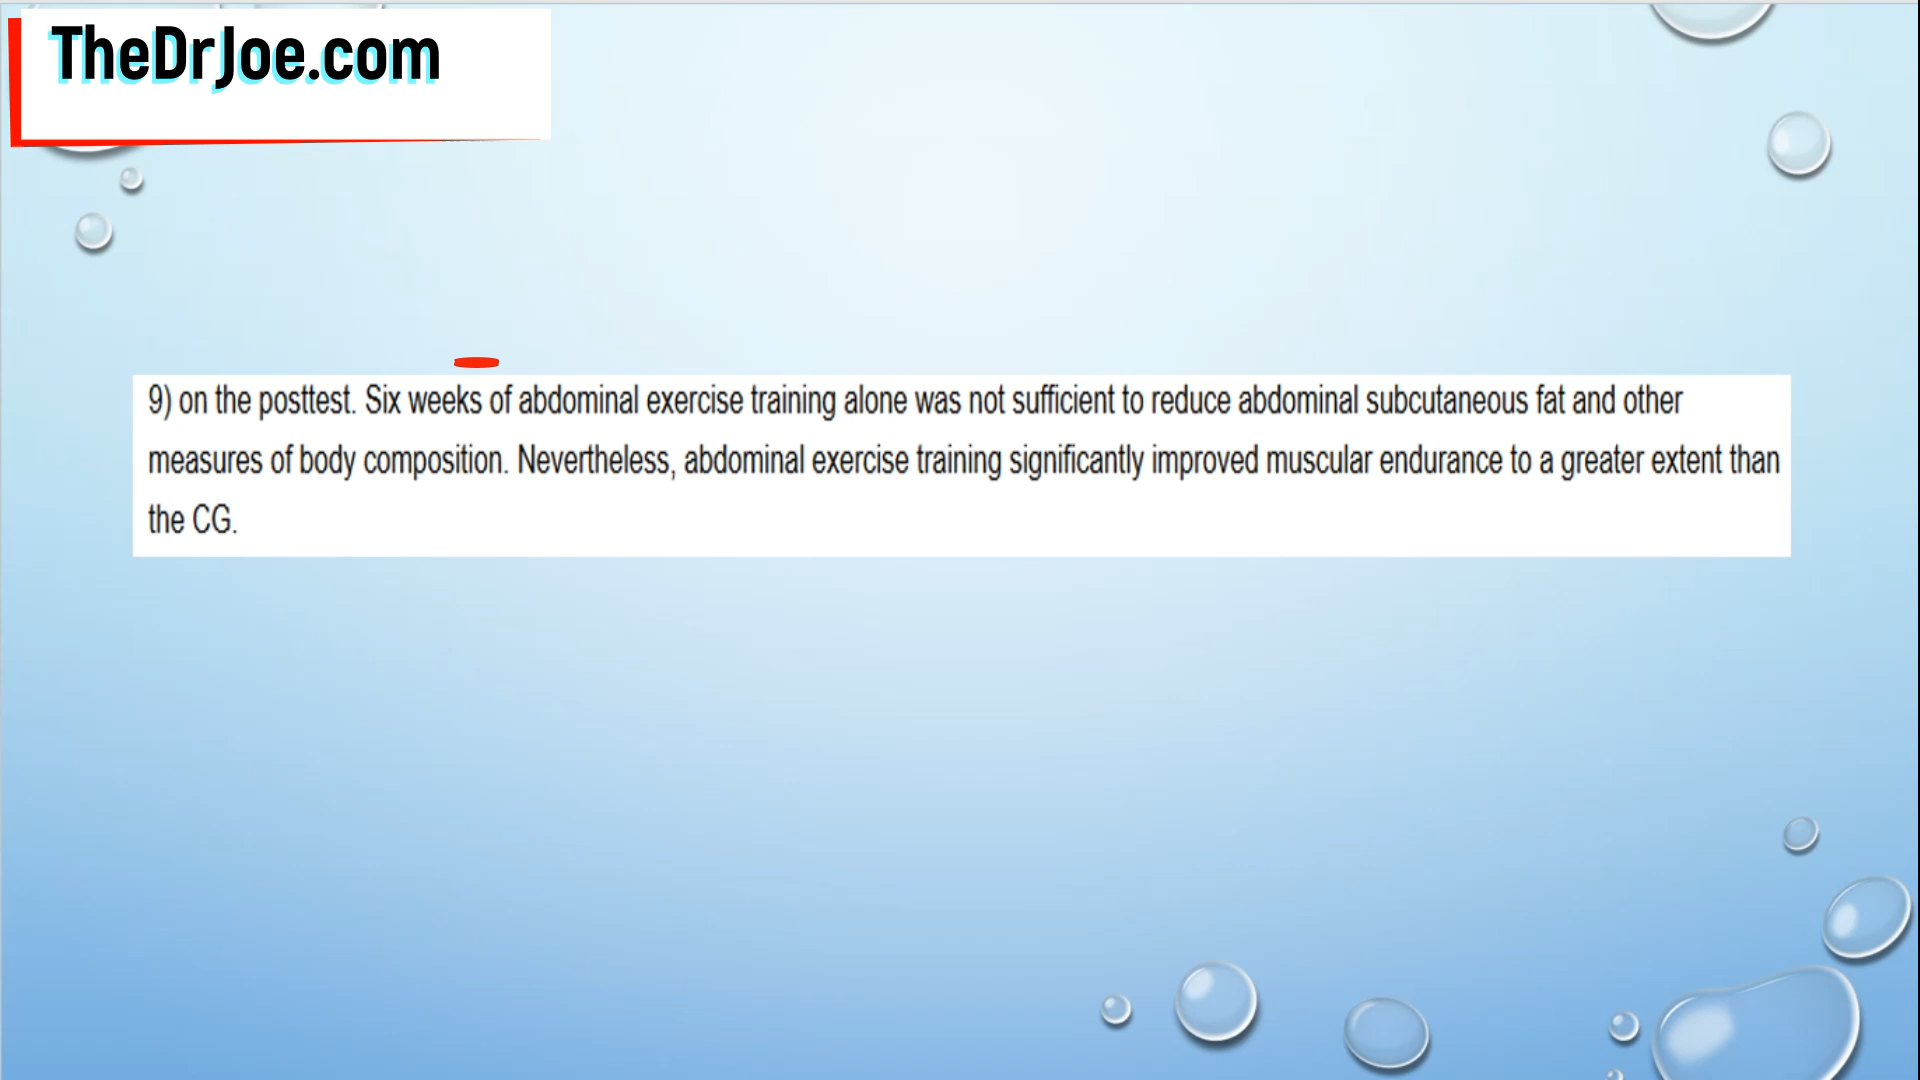 TheDrJoe.com
9) on the posttest. Six weeks of abdominal exercise training alone was not sufficient to reduce abdominal subcutaneous fat and other
measures of body composition. Nevertheless, abdominal exercise training significantly improved muscular endurance to a greater extent than
the CG.